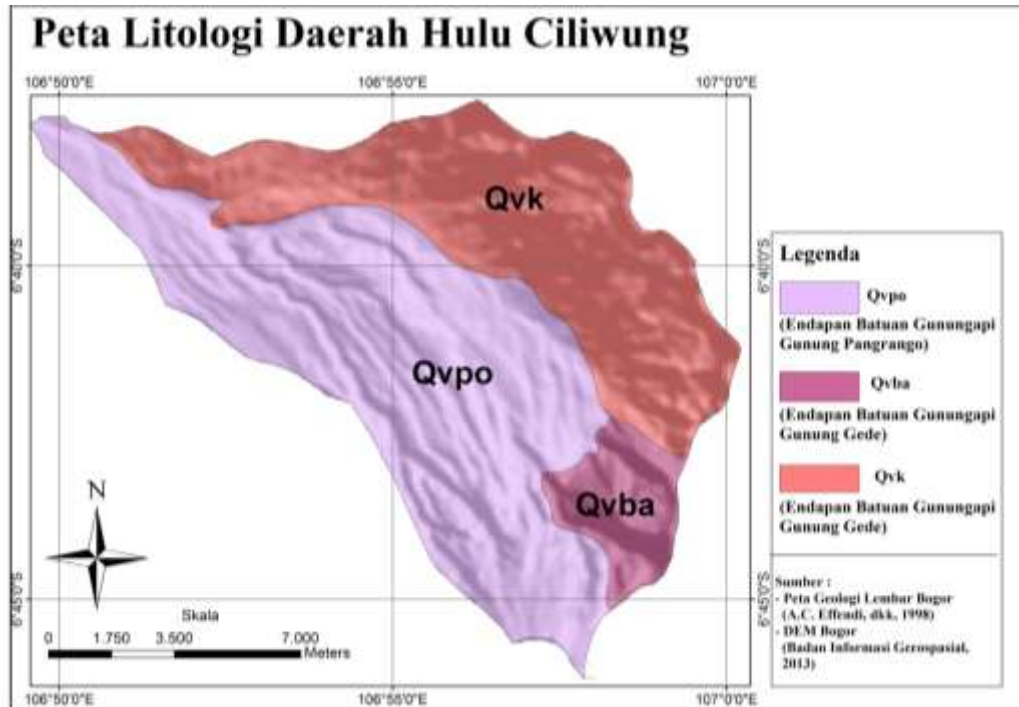 Peta Litologi Daerah Hulu Ciliwung
106°50'0"E 106°55'0"E 107°0'0"E
Qvk
6°40'0"S 6°40'0"S
Qvpo
Qvba
6°45'0"S 6°45'0"S
N
Skala
0 1.750 3.500 7.000
Meters
106°50'0"E 106°55'0"E 107°0'0"E
Legenda
Qvpo
(Endapan Batuan Gunungapi
Gunung Pangrango)
Qvba
(Endapan Batuan Gunungapi
Gunung Gede)
Qvk
(Endapan Batuan Gunungapi
Gunung Gede)
Sumber :
- Peta Geologi Lembar Bogor
(A.C. Effendi, dkk, 1998)
- DEM Bogor
(Badan Informasi Gerospasial,
2013)